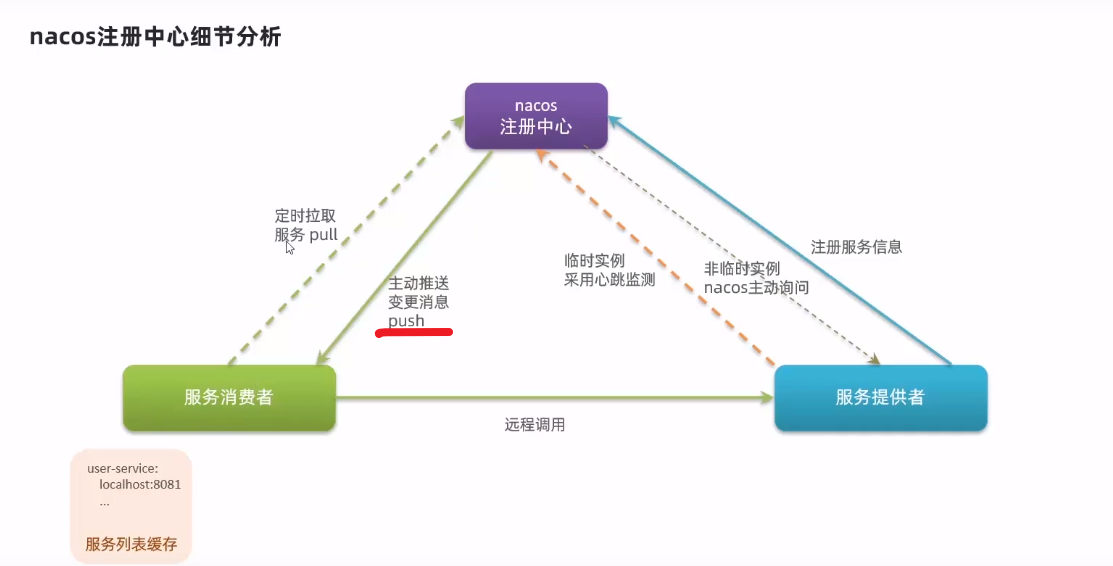 nacos注册中心细节分析
nacos
注册中心
定时拉取
服务 pull
主动推送
变更消息
push
临时实例
采用心跳监测
非临时实例
nacos主动询问
注册服务信息
服务消费者
服务提供者
远程调用
user-service:
localhost:8081
...
服务列表缓存